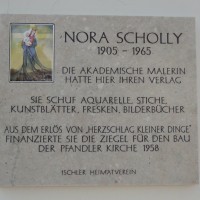 NORA SCHOLLY
1905 - 1965
DIE AKADEMISCHE MALERIN
HATTE HIER IHREN VERLAG
SIE SCHUF AQUARELLE, STICHE,
KUNSTBLÄTTER, FRESKEN, BILDERBÜCHER
AUS DEM ERLÖS VON „HERZSCHLAG KLEINER DINGE"
FINANZIERTE SIE DIE ZIEGEL FÜR DEN BAU
DER PFANDLER KIRCHE 1958
ISCHLER HEIMATVEREIN